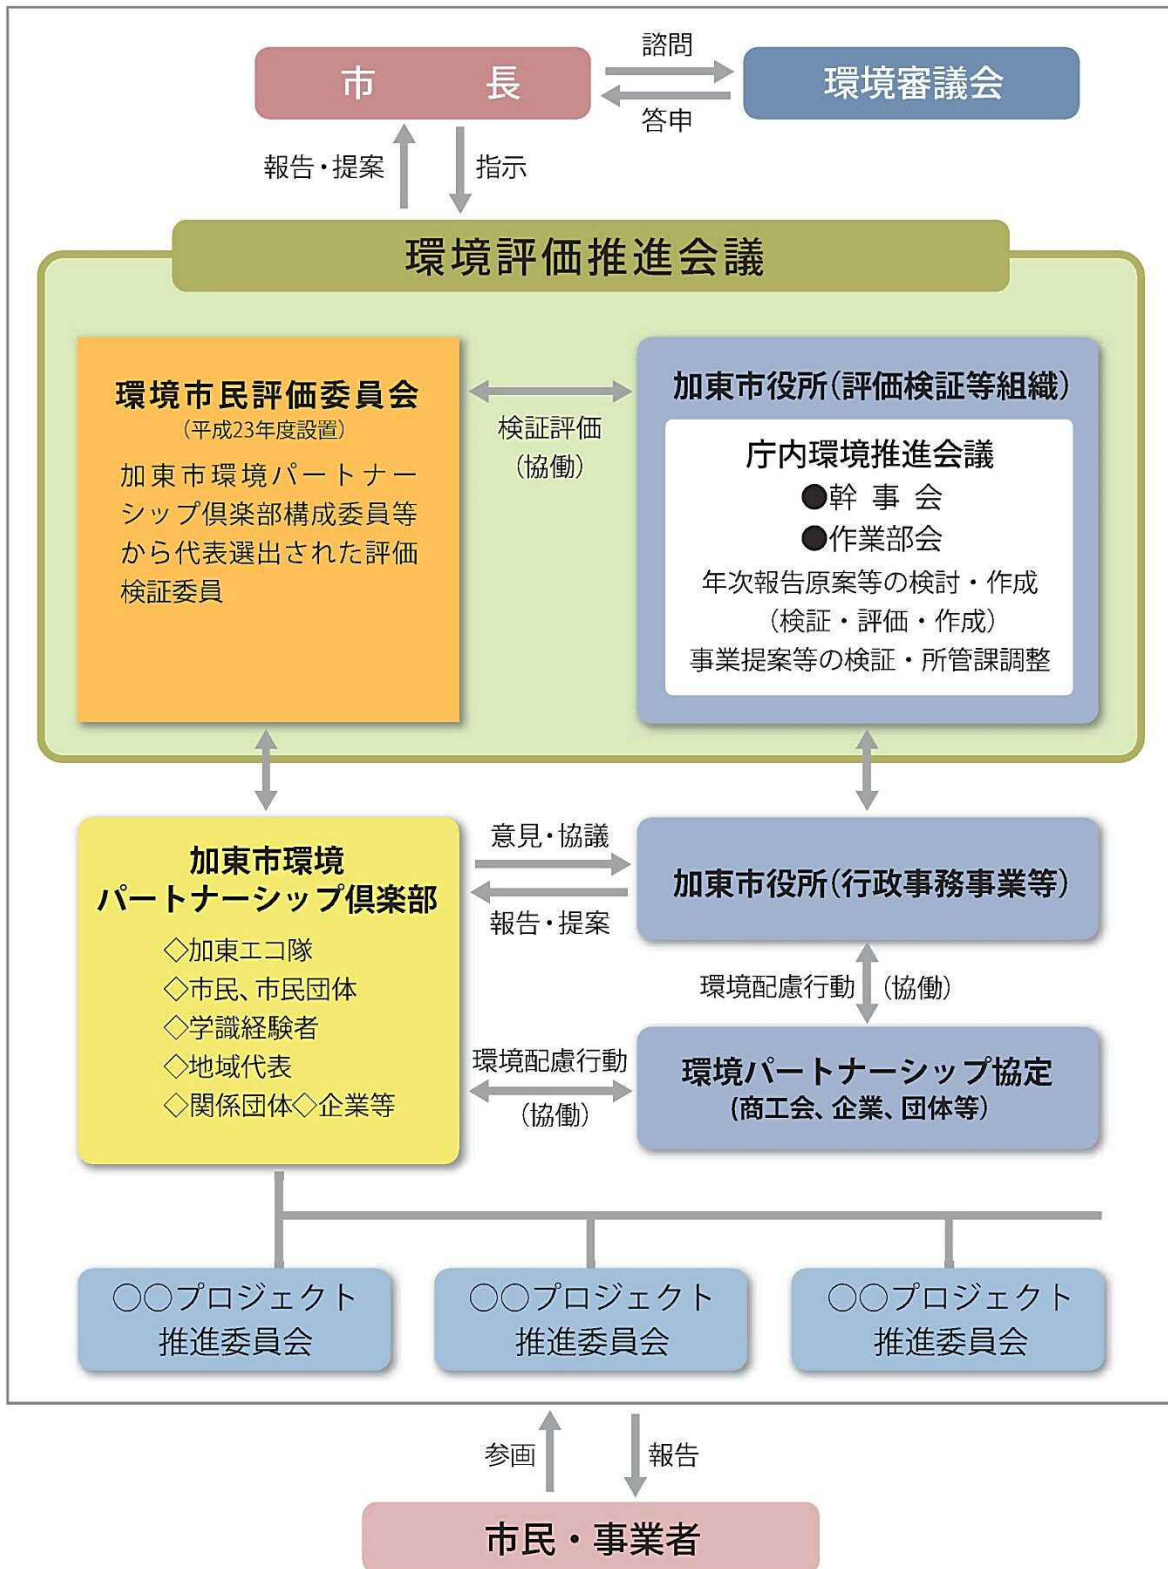 市　長
諮問
環境審議会
答申
報告・提案
指示
環境評価推進会議
環境市民評価委員会
（平成23年度設置）
加東市環境パートナー
シップ倶楽部構成委員等
から代表選出された評価
検証委員
検証評価
（協働）
加東市役所（評価検証等組織）
庁内環境推進会議
●幹 事 会
●作業部会
年次報告原案等の検討・作成
（検証・評価・作成）
事業提案等の検証・所管課調整
加東市環境
パートナーシップ倶楽部
◇加東エコ隊
◇市民、市民団体
◇学識経験者
◇地域代表
◇関係団体◇企業等
意見・協議
報告・提案
加東市役所（行政事務事業等）
環境配慮行動 （協働）
環境配慮行動
（協働）
環境パートナーシップ協定
（商工会、企業、団体等）
○○プロジェクト
推進委員会
○○プロジェクト
推進委員会
○○プロジェクト
推進委員会
参画
報告
市民・事業者